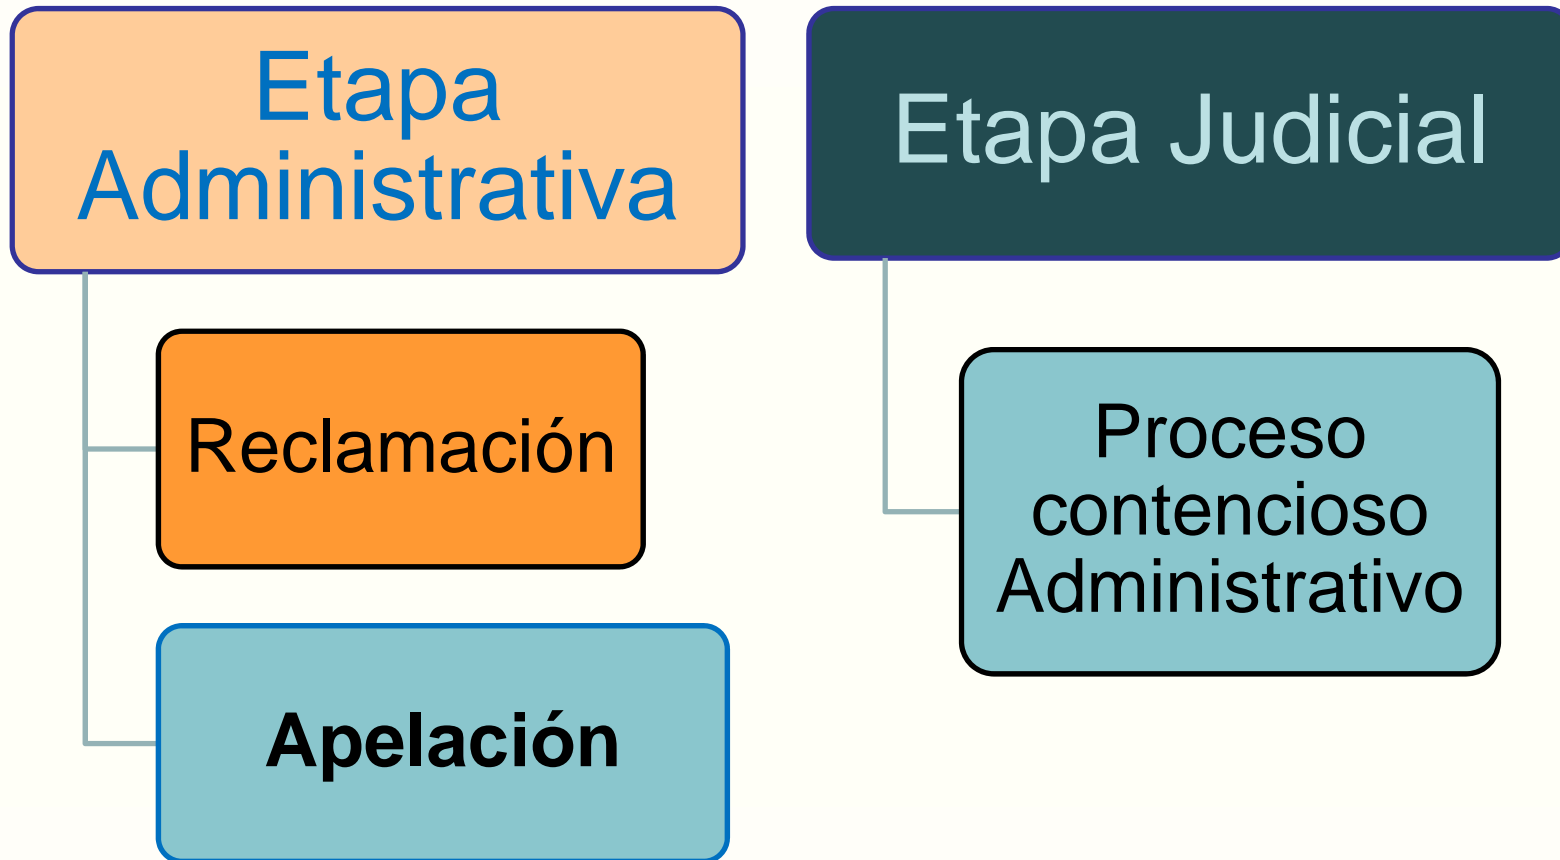 Etapa
Administrativa
Reclamación
Apelación
Etapa Judicial
Proceso
contencioso
Administrativo